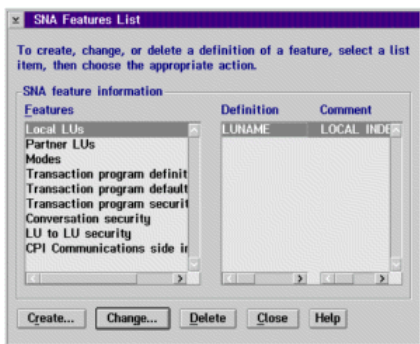 SNA Features List
To create, change, or delete a definition of a feature, select a list
item, then choose the appropriate action.
SNA feature information
Features
Local LUs
Partner LUs
Modes
Transaction program definit
Transaction program default
Transaction program securit
Conversation security
LU to LU security
CPI Communications side in
Definition Comment
LUNAME LOCAL INDE
Create... Change... Delete Close Help